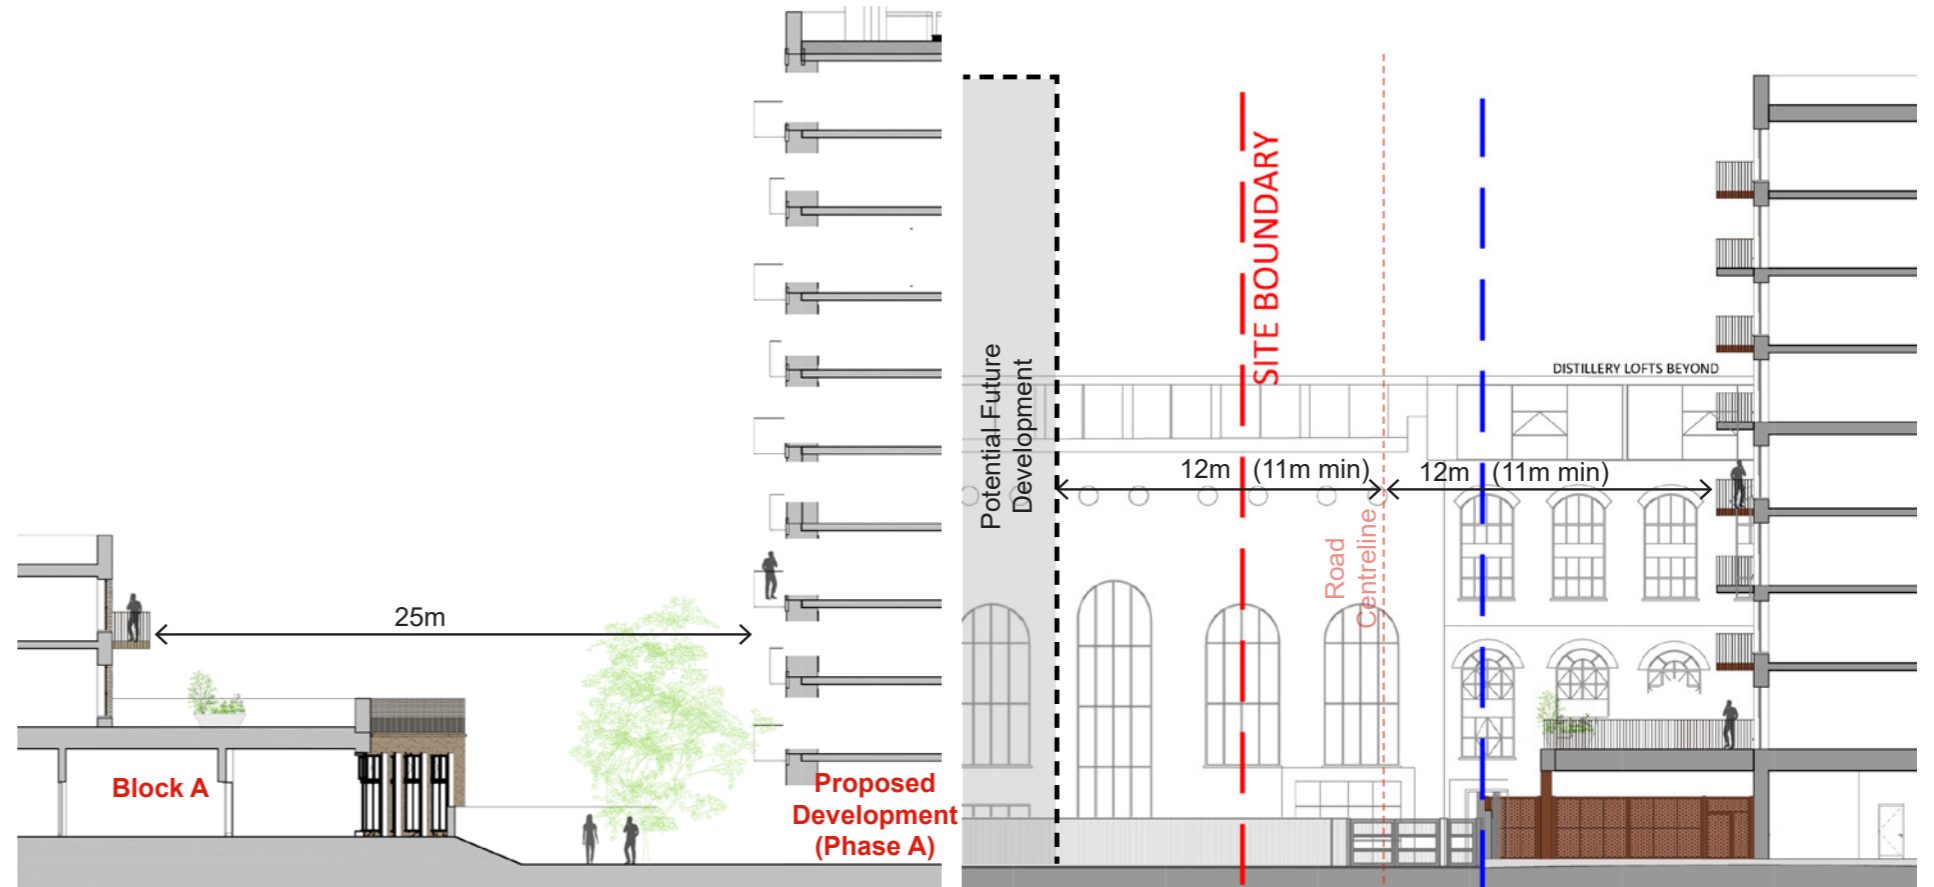 25m
Block A
Proposed
Development
(Phase A)
Potential Future
Development
SITE BOUNDARY
DISTILLERY LOFTS BEYOND
12m (11m min)
12m (11m min)
Road
Centreline